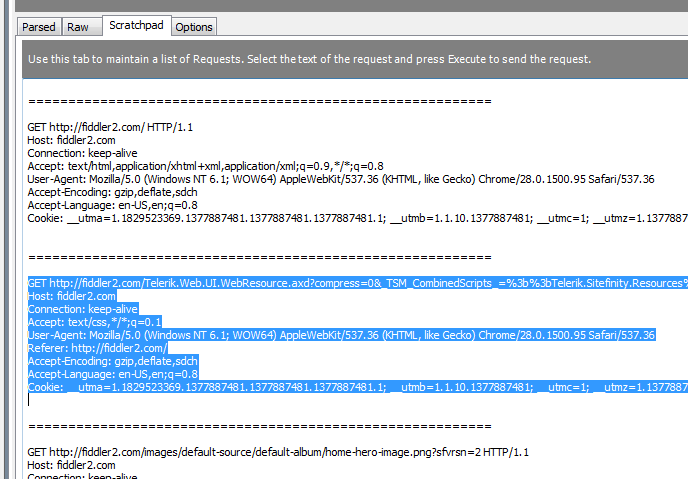 Parsed Raw Scratchpad Options
Use this tab to maintain a list of Requests. Select the text of the request and press Execute to send the request.
==========================================================
GET http://fiddler2.com/ HTTP/1.1
Host: fiddler2.com
Connection: keep-alive
Accept: text/html,application/xhtml+xml,application/xml;q=0.9,*/*;q=0.8
User-Agent: Mozilla/5.0 (Windows NT 6.1; WOW64) AppleWebKit/537.36 (KHTML, like Gecko) Chrome/28.0.1500.95 Safari/537.36
Accept-Encoding: gzip,deflate,sdch
Accept-Language: en-US,en;q=0.8
Cookie: __utma=1.1829523369.1377887481.1377887481.1377887481.1; __utmb=1.1.10.1377887481; __utmc=1; __utmz=1.1377887
==========================================================
GET http://fiddler2.com/Telerik.Web.UI.WebResource.axd?compress=0&_TSM_CombinedScripts_=%3b%3bTelerik.Sitefinity.Resources%
Host: fiddler2.com
Connection: keep-alive
Accept: text/css,*/*;q=0.1
User-Agent: Mozilla/5.0 (Windows NT 6.1; WOW64) AppleWebKit/537.36 (KHTML, like Gecko) Chrome/28.0.1500.95 Safari/537.36
Referer: http://fiddler2.com/
Accept-Encoding: gzip,deflate,sdch
Accept-Language: en-US,en;q=0.8
Cookie: __utma=1.1829523369.1377887481.1377887481.1377887481.1; __utmb=1.1.10.1377887481; __utmc=1; __utmz=1.1377887
==========================================================
GET http://fiddler2.com/images/default-source/default-album/home-hero-image.png?sfvrsn=2 HTTP/1.1
Host: fiddler2.com
Connection: keep-alive